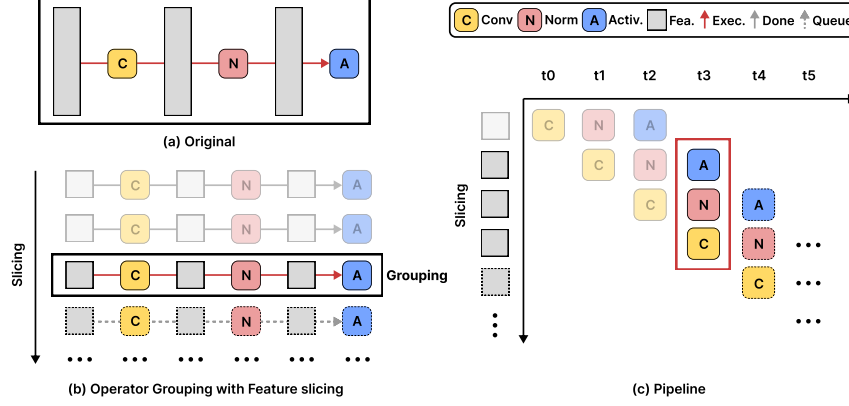 C Conv N Norm A Activ. Fea. Exec. Done Queue
C N A
(a) Original
Slicing
C N A
C N A
C N A
Grouping
C N A
••• ••• ••• ••• ••• •••
(b) Operator Grouping with Feature slicing
t0 t1 t2 t3 t4 t5
Slicing
C N A
C N A
C N A
C N •••
C •••
•••
(c) Pipeline